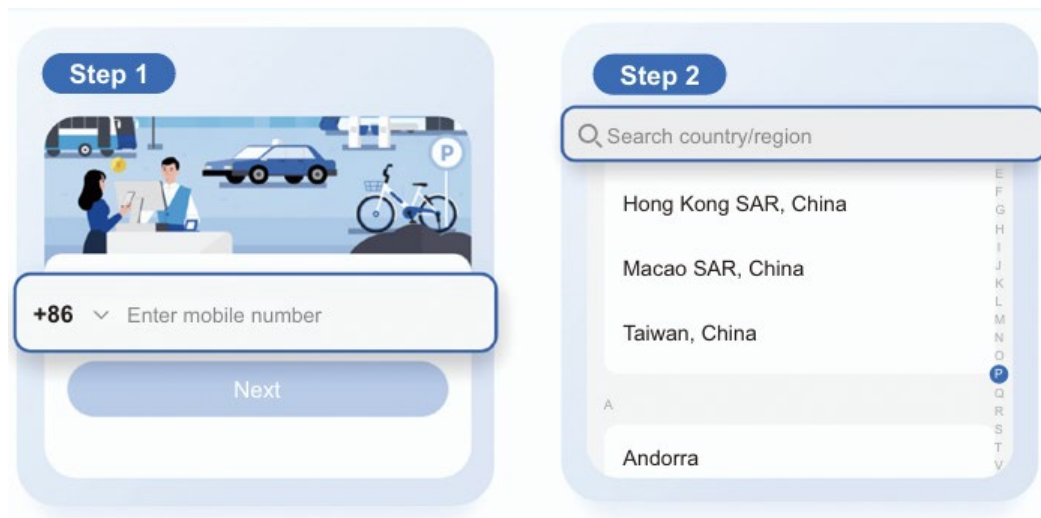 Step 1
P
+86 Enter mobile number
Next
Step 2
Search country/region
Hong Kong SAR, China
Macao SAR, China
Taiwan, China
A
Andorra
E
F
G
H
I
J
K
L
M
N
O
P
Q
R
S
T
V